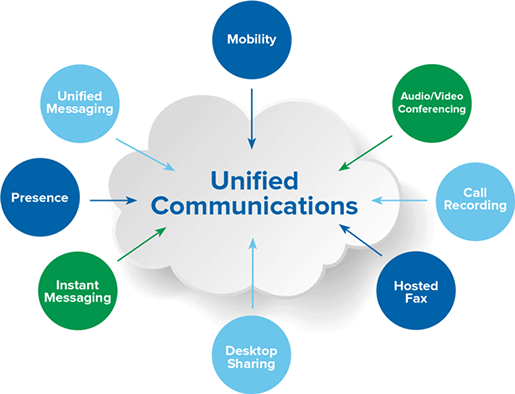 Mobility
Unified
Messaging
Audio/Video
Conferencing
Presence
Unified
Communications
Call
Recording
Instant
Messaging
Hosted
Fax
Desktop
Sharing